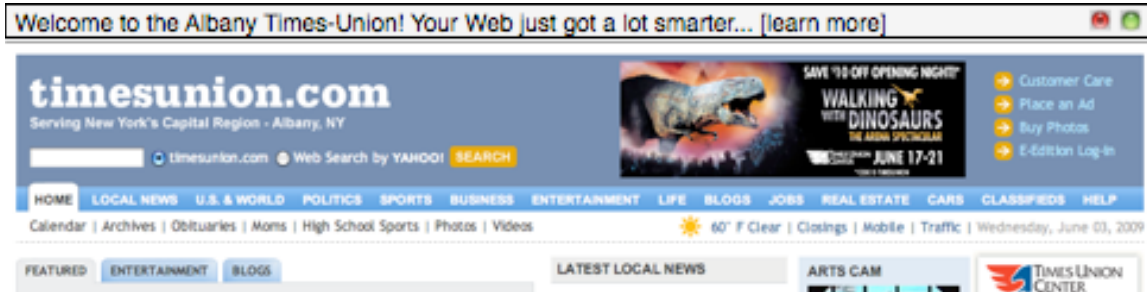 Welcome to the Albany Times-Union! Your Web just got a lot smarter... [learn more]
timesunion.com
Serving New York's Capital Region - Albany, NY
timesunion.com Web Search by YAHOO! SEARCH
SAVE $10 OFF OPENING NIGHT!*
WALKING
WITH DINOSAURS
THE ARENA SPECTACULAR
JUNE 17-21
Customer Care
Place an Ad
Buy Photos
E-Edition Log-in
HOME LOCAL NEWS U.S. & WORLD POLITICS SPORTS BUSINESS ENTERTAINMENT LIFE BLOGS JOBS REAL ESTATE CARS CLASSIFIEDS HELP
Calendar | Archives | Obituaries | Moms | High School Sports | Photos | Videos
60° F Clear | Closings | Mobile | Traffic | Wednesday, June 03, 2009
FEATURED ENTERTAINMENT BLOGS
LATEST LOCAL NEWS
ARTS CAM
TIMES UNION
CENTER